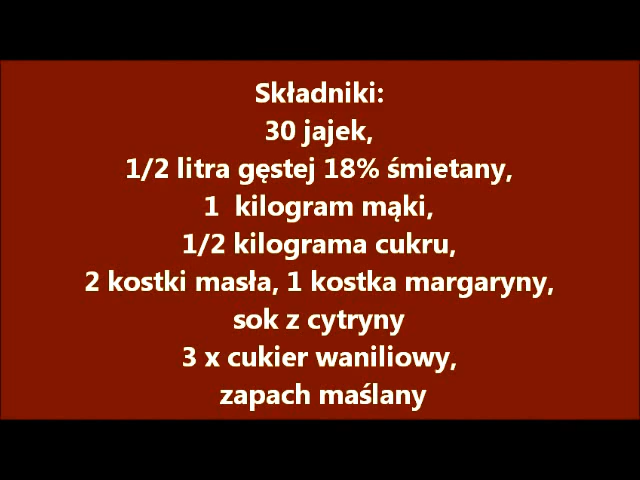 Składniki:
30 jajek,
1/2 litra gęstej 18% śmietany,
1 kilogram mąki,
1/2 kilograma cukru,
2 kostki masła, 1 kostka margaryny,
sok z cytryny
3 x cukier waniliowy,
zapach maślany